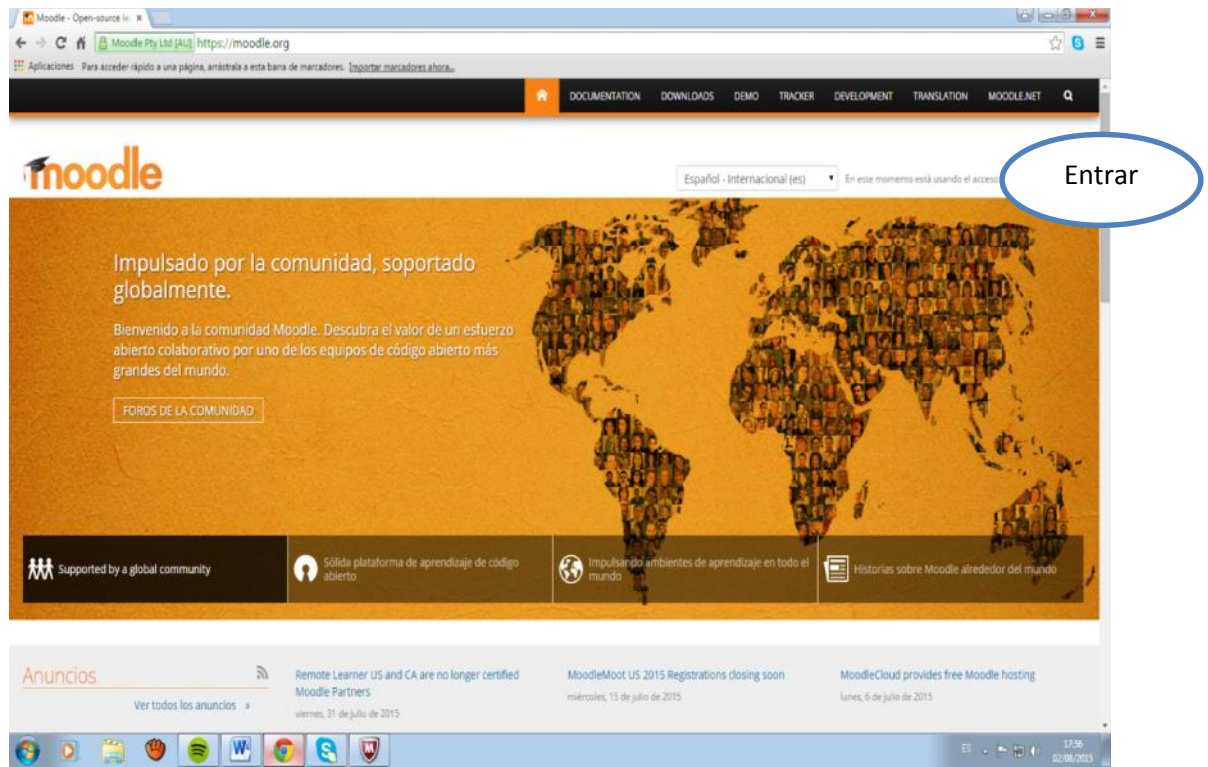 Moodle - Open-source le
Moodle Pty Ltd [AU] https://moodle.org
Aplicaciones Para acceder rápido a una página, arrástrala a esta barra de marcadores. Importar marcadores ahora...
DOCUMENTATION DOWNLOADS DEMO TRACKER DEVELOPMENT TRANSLATION MOODLE.NET
moodle
Español - Internacional (es) En este momento está usando el acceso
Entrar
Impulsado por la comunidad, soportado
globalmente.
Bienvenido a la comunidad Moodle. Descubra el valor de un esfuerzo
abierto colaborativo por uno de los equipos de código abierto más
grandes del mundo.
FOROS DE LA COMUNIDAD
Supported by a global community
Sólida plataforma de aprendizaje de código
abierto
Impulsando ambientes de aprendizaje en todo el
mundo
Historias sobre Moodle alrededor del mundo
Anuncios
Ver todos los anuncios »
Remote Learner US and CA are no longer certified
Moodle Partners
viernes, 31 de julio de 2015
MoodleMoot US 2015 Registrations closing soon
miércoles, 15 de julio de 2015
MoodleCloud provides free Moodle hosting
lunes, 6 de julio de 2015
ES
17:56
02/08/2015